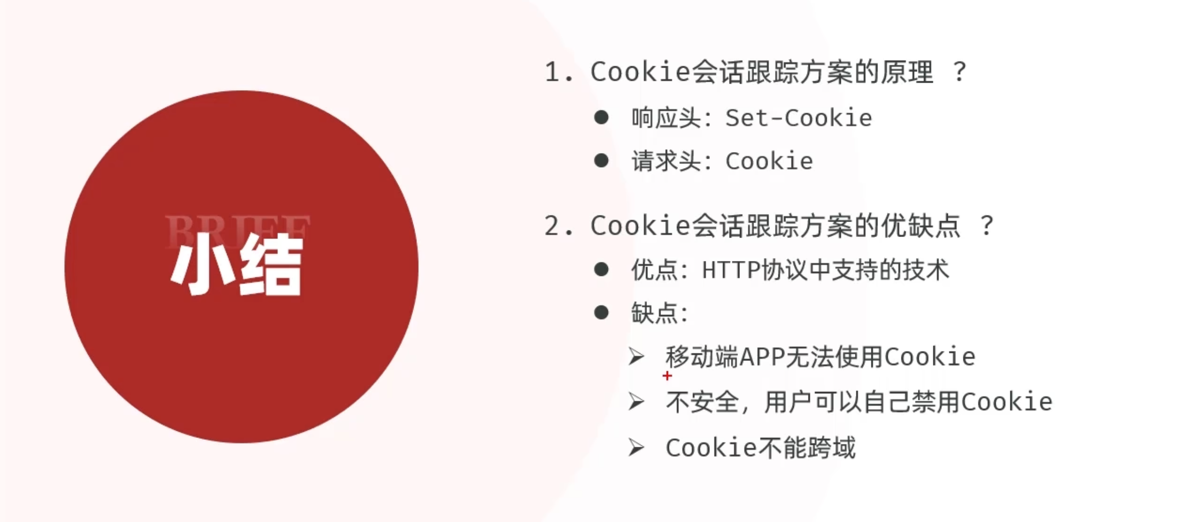 BRIEF
小结
1. Cookie会话跟踪方案的原理 ？
● 响应头：Set-Cookie
● 请求头：Cookie
2. Cookie会话跟踪方案的优缺点 ？
● 优点：HTTP协议中支持的技术
● 缺点：
➢ 移动端APP无法使用Cookie
➢ 不安全，用户可以自己禁用Cookie
➢ Cookie不能跨域